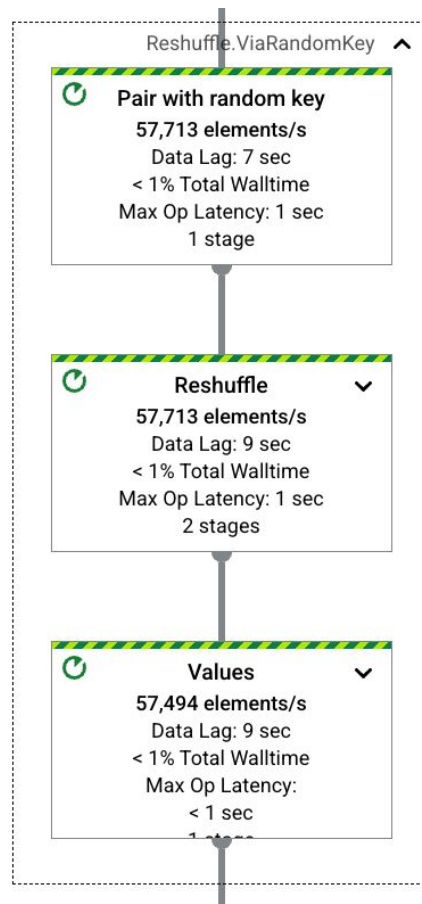 Reshuffle.ViaRandomKey
Pair with random key
57,713 elements/s
Data Lag: 7 sec
< 1% Total Walltime
Max Op Latency: 1 sec
1 stage
Reshuffle
57,713 elements/s
Data Lag: 9 sec
< 1% Total Walltime
Max Op Latency: 1 sec
2 stages
Values
57,494 elements/s
Data Lag: 9 sec
< 1% Total Walltime
Max Op Latency:
< 1 sec
1 stage